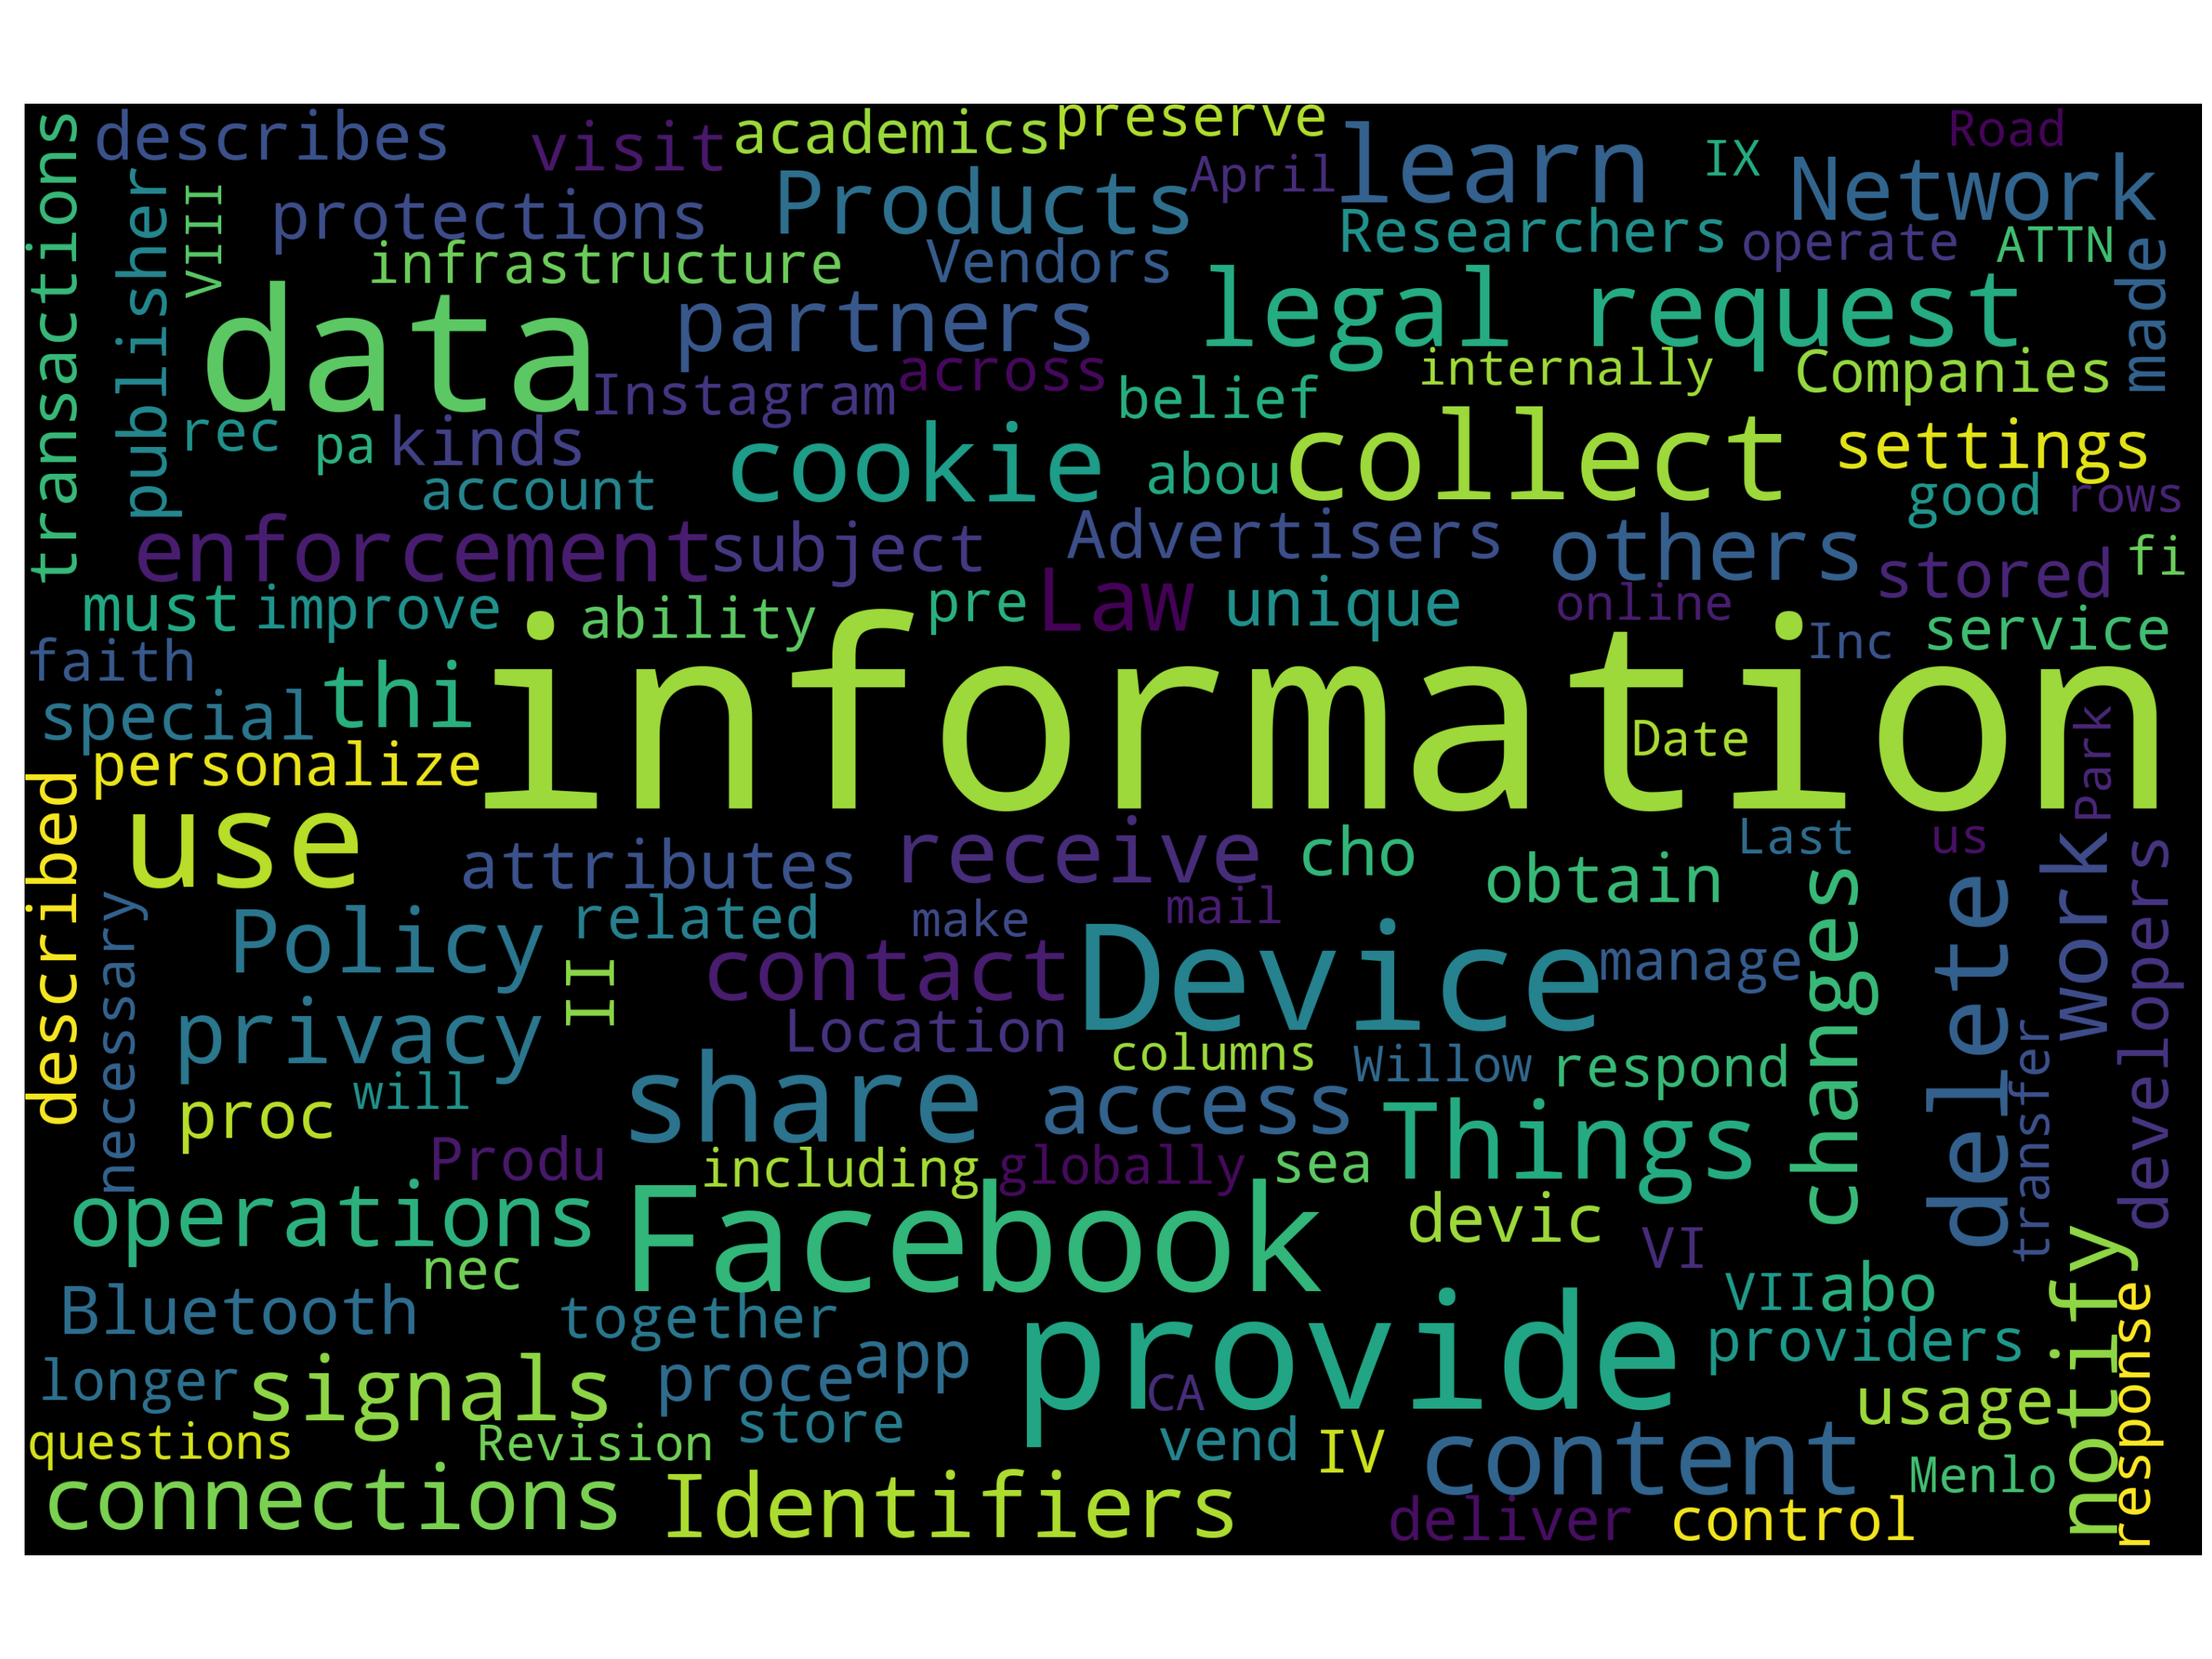 transactions
describes
visit
academics
preserve
learn
IX
Road
publisher
VIII
protections
Products
April
Network
Researchers
operate
ATTN
made
infrastructure
Vendors
data
partners
legal request
Instagram
across
belief
internally
Companies
rec
pa
kinds
cookie
abou
collect
settings
account
good
rows
enforcement
subject
Advertisers
others
stored
fi
must
improve
ability
pre
Law
unique
online
Inc
service
faith
special
thi
information
Date
Park
personalize
described
use
attributes
receive
cho
obtain
Last
us
work
developers
necessary
Policy
related
make
mail
contact
Device
manage
changes
delete
II
privacy
Location
columns
Willow
respond
transfer
proc
will
share
access
Things
Produ
including
globally
sea
operations
Facebook
devic
VI
nec
notify
response
Bluetooth
together
provide
VII
abo
providers
longer
signals
proce
app
CA
usage
questions
Revision
store
vend
IV
content
Menlo
connections
Identifiers
deliver
control